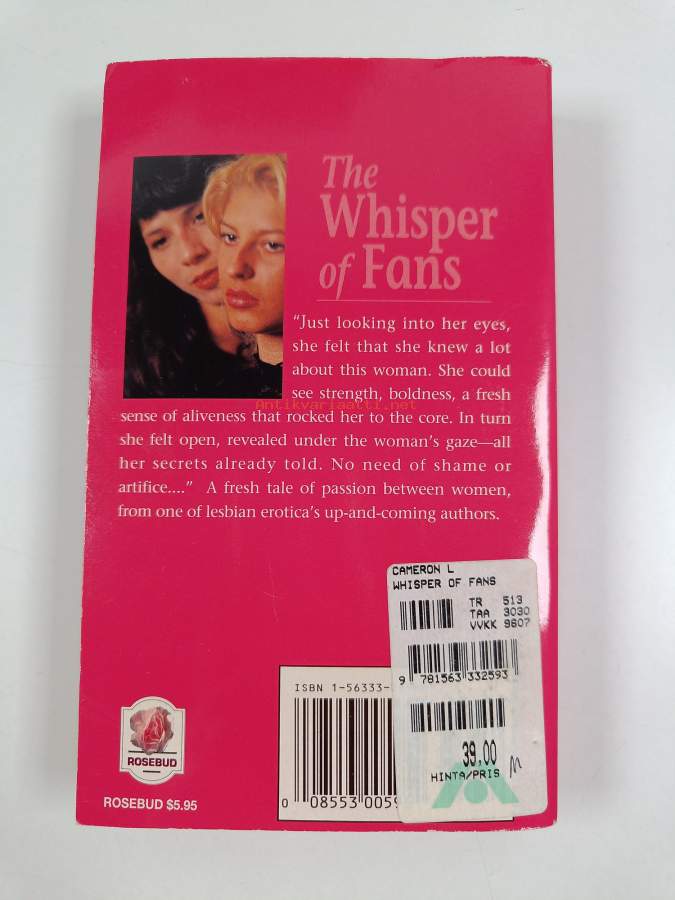 The
Whisper
of Fans
“Just looking into her eyes,
she felt that she knew a lot
about this woman. She could
see strength, boldness, a fresh
Antikvariaatti.net
sense of aliveness that rocked her to the core. In turn
she felt open, revealed under the woman’s gaze—all
her secrets already told. No need of shame or
artifice....” A fresh tale of passion between women,
from one of lesbian erotica’s up-and-coming authors.
CAMERON L
WHISPER OF FANS
TR 513
TAA 3030
VVKK 9807
9 781563 332593
39,00
HINTA/PRIS
ISBN 1-56333-
0 08553 005
ROSEBUD
ROSEBUD $5.95